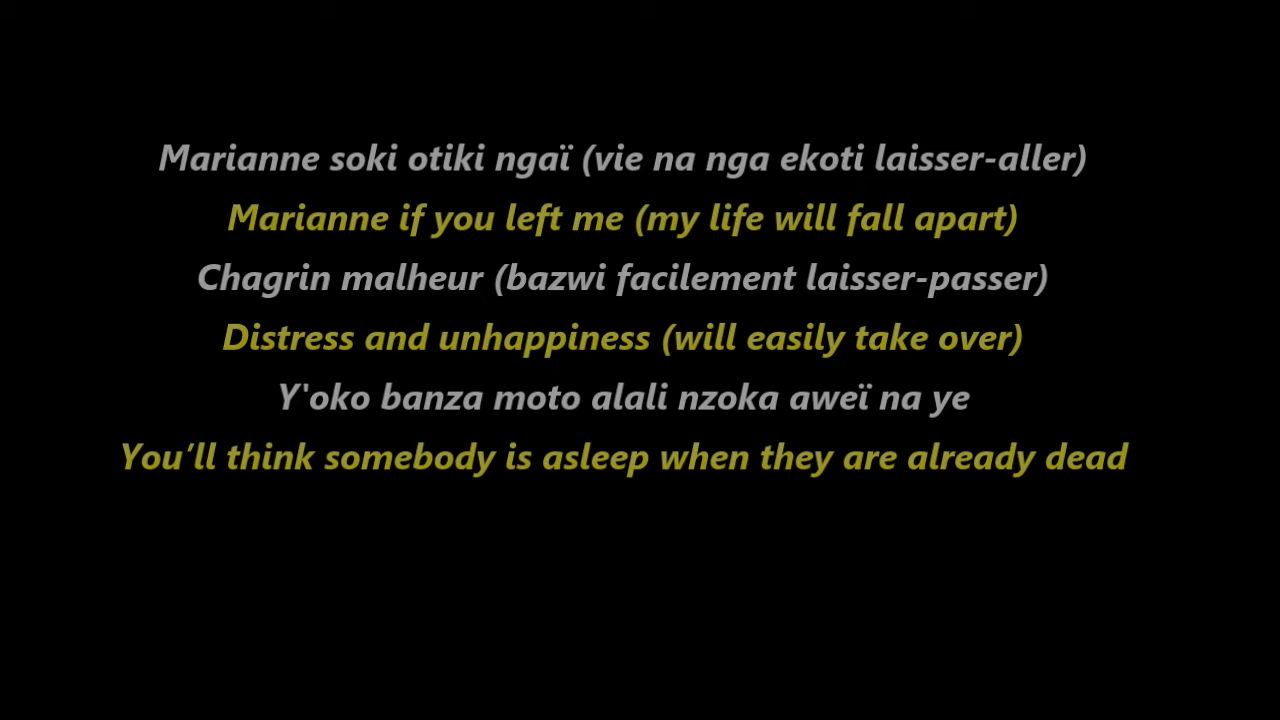 Marianne soki otiki ngaï (vie na nga ekoti laisser-aller)
Marianne if you left me (my life will fall apart)
Chagrin malheur (bazwi facilement laisser-passer)
Distress and unhappiness (will easily take over)
Y'oko banza moto alali nzoka aweï na ye
You’ll think somebody is asleep when they are already dead